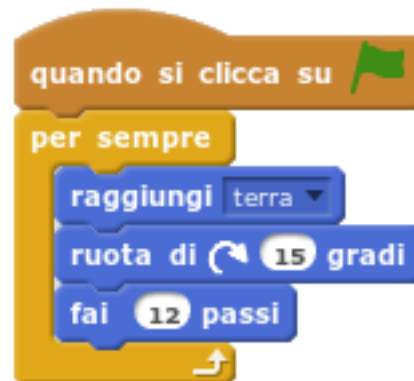 quando si clicca su
per sempre
raggiungi terra
ruota di 15 gradi
fai 12 passi